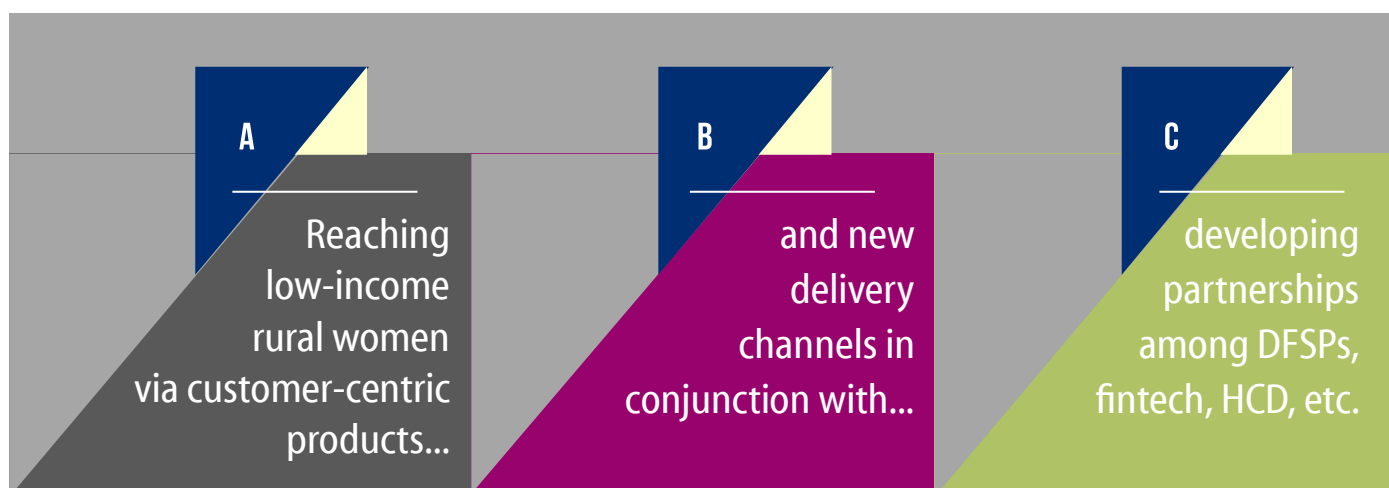 A
Reaching
low-income
rural women
via customer-centric
products...
B
and new
delivery
channels in
conjunction with...
C
developing
partnerships
among DFSPs,
fintech, HCD, etc.